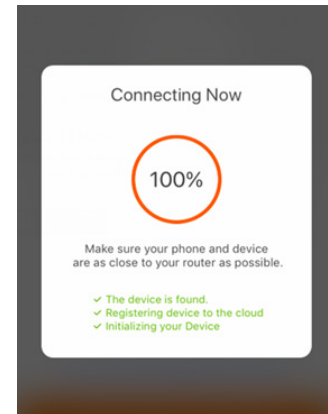 Connecting Now
100%
Make sure your phone and device
are as close to your router as possible.
✓ The device is found.
✓ Registering device to the cloud
✓ Initializing your Device